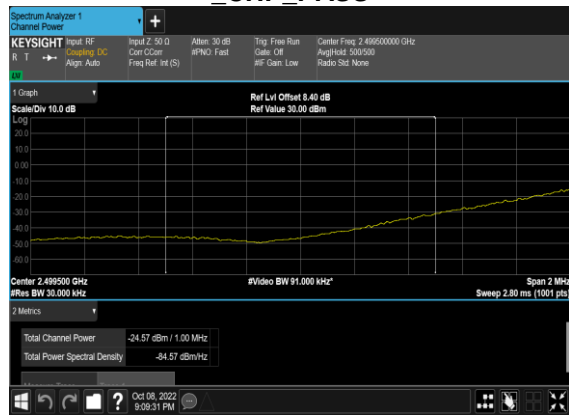 Spectrum Analyzer 1
Channel Power
+
KEYSIGHT
R T
LXI
Input: RF
Coupling: DC
Align: Auto
Input Z: 50 Ω
Corr CCorr
Freq Ref: Int (S)
Atten: 30 dB
#PNO: Fast
Trig: Free Run
Gate: Off
#IF Gain: Low
Center Freq: 2.499500000 GHz
Avg|Hold: 500/500
Radio Std: None
1 Graph
Scale/Div 10.0 dB
Ref Lvl Offset 8.40 dB
Ref Value 30.00 dBm
Log
20.0
10.0
0.00
-10.0
-20.0
-30.0
-40.0
-50.0
-60.0
Center 2.499500 GHz
#Res BW 30.000 kHz
#Video BW 91.000 kHz*
Span 2 MHz
Sweep 2.80 ms (1001 pts)
2 Metrics
Total Channel Power -24.57 dBm / 1.00 MHz
Total Power Spectral Density -84.57 dBm/Hz
?
Oct 08, 2022
9:09:31 PM